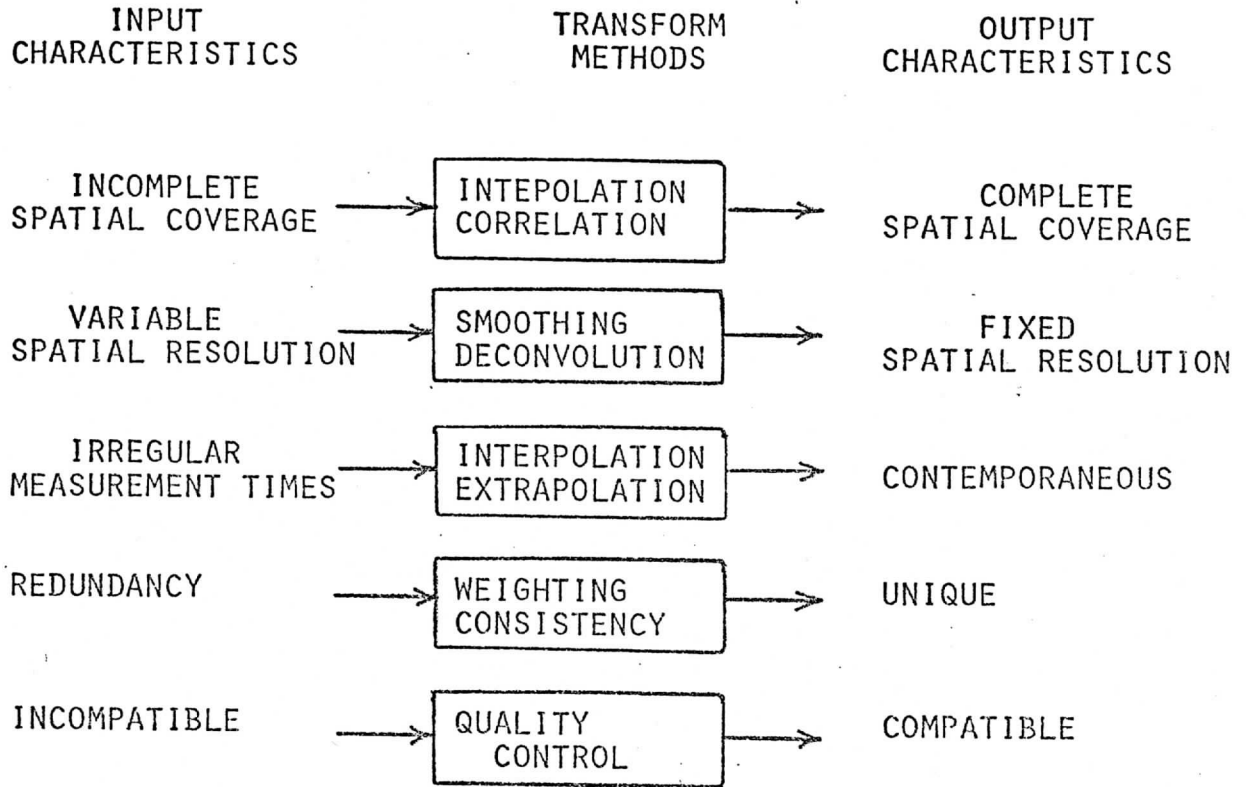 INPUT
CHARACTERISTICS
TRANSFORM
METHODS
OUTPUT
CHARACTERISTICS
INCOMPLETE
SPATIAL COVERAGE
INTEPOLATION
CORRELATION
COMPLETE
SPATIAL COVERAGE
VARIABLE
SPATIAL RESOLUTION
SMOOTHING
DECONVOLUTION
FIXED
SPATIAL RESOLUTION
IRREGULAR
MEASUREMENT TIMES
INTERPOLATION
EXTRAPOLATION
CONTEMPORANEOUS
REDUNDANCY
WEIGHTING
CONSISTENCY
UNIQUE
INCOMPATIBLE
QUALITY
CONTROL
COMPATIBLE